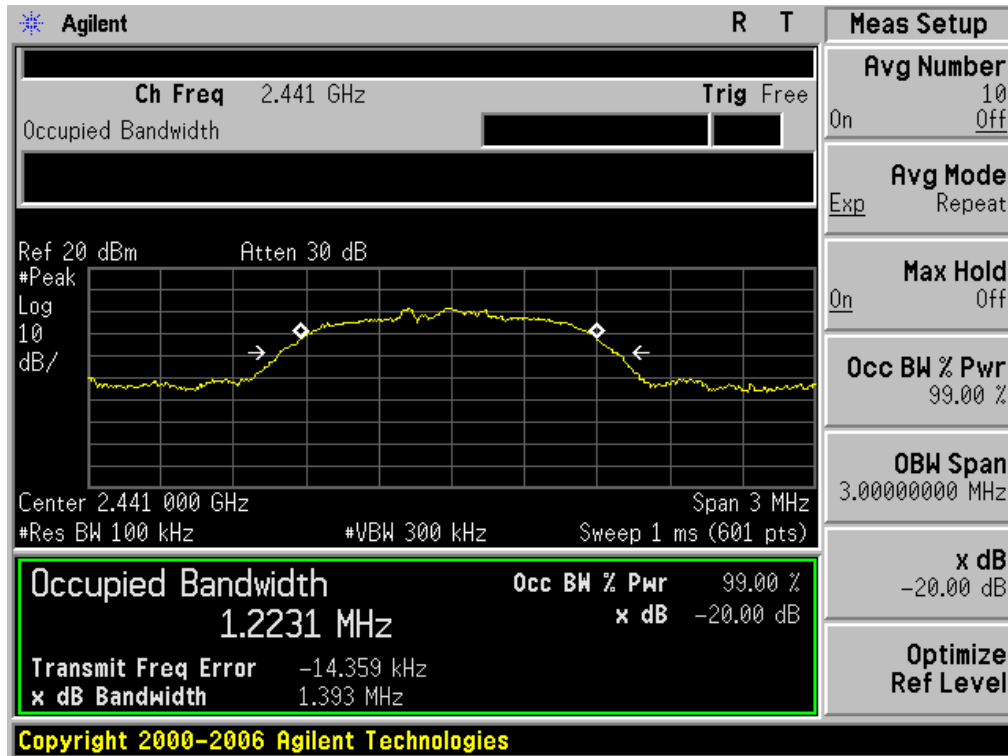 Agilent R T
Ch Freq 2.441 GHz Trig Free
Occupied Bandwidth
Ref 20 dBm Atten 30 dB
#Peak
Log
10
dB/
Center 2.441 000 GHz Span 3 MHz
#Res BW 100 kHz #VBW 300 kHz Sweep 1 ms (601 pts)
Occupied Bandwidth
1.2231 MHz
Occ BW % Pwr 99.00 %
x dB -20.00 dB
Transmit Freq Error -14.359 kHz
x dB Bandwidth 1.393 MHz
Meas Setup
Avg Number
10
On Off
Avg Mode
Exp Repeat
Max Hold
On Off
Occ BW % Pwr
99.00 %
OBW Span
3.00000000 MHz
x dB
-20.00 dB
Optimize
Ref Level
Copyright 2000-2006 Agilent Technologies